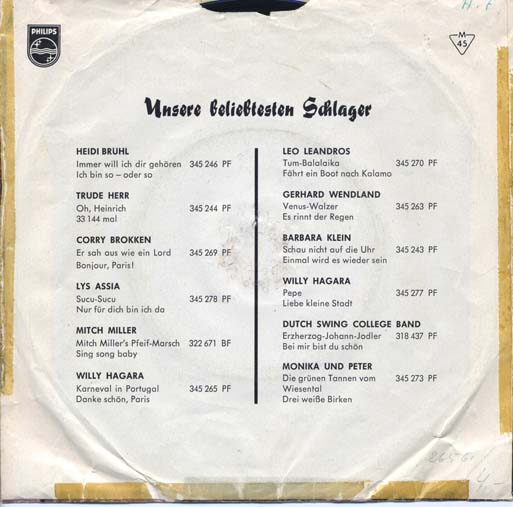 PHILIPS
M
45
Unsere beliebtesten Schlager
HEIDI BRUHL
Immer will ich dir gehören 345 246 PF
Ich bin so – oder so
TRUDE HERR
Oh, Heinrich 345 244 PF
33 144 mal
CORRY BROKKEN
Er sah aus wie ein Lord 345 269 PF
Bonjour, Paris!
LYS ASSIA
Sucu-Sucu 345 278 PF
Nur für dich bin ich da
MITCH MILLER
Mitch Miller's Pfeif-Marsch 322 671 BF
Sing song baby
WILLY HAGARA
Karneval in Portugal 345 265 PF
Danke schön, Paris
LEO LEANDROS
Tum-Balalaika 345 270 PF
Fährt ein Boot nach Kalamo
GERHARD WENDLAND
Venus-Walzer 345 263 PF
Es rinnt der Regen
BARBARA KLEIN
Schau nicht auf die Uhr 345 243 PF
Einmal wird es wieder sein
WILLY HAGARA
Pepe 345 277 PF
Liebe kleine Stadt
DUTCH SWING COLLEGE BAND
Erzherzog-Johann-Jodler 318 437 PF
Bei mir bist du schön
MONIKA UND PETER
Die grünen Tannen vom 345 273 PF
Wiesental
Drei weiße Birken
4,-